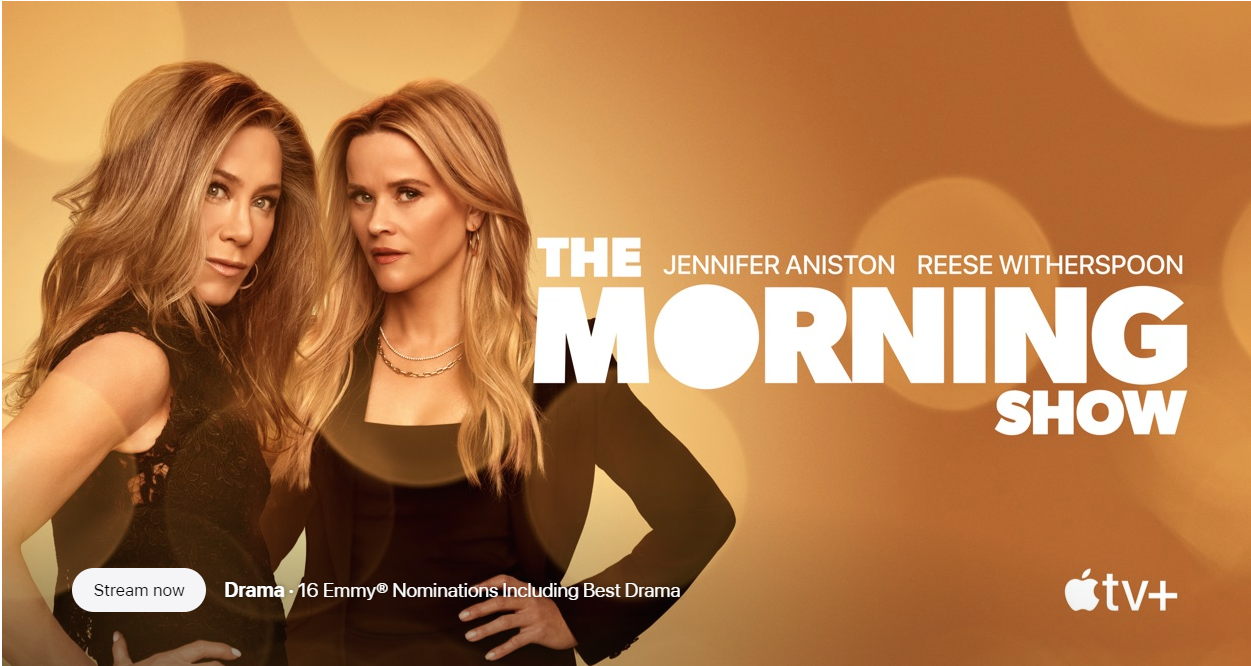 THE
JENNIFER ANISTON REESE WITHERSPOON
MORNING
SHOW
Stream now
Drama · 16 Emmy® Nominations Including Best Drama
tv+